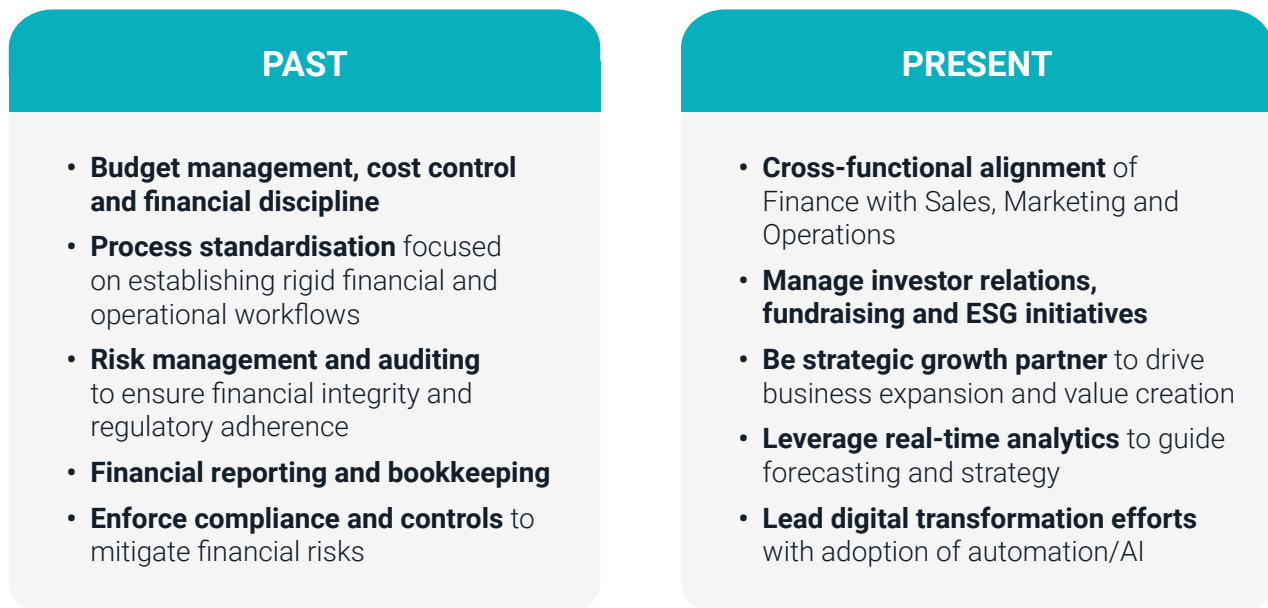 PAST
• Budget management, cost control
and financial discipline
• Process standardisation focused
on establishing rigid financial and
operational workflows
• Risk management and auditing
to ensure financial integrity and
regulatory adherence
• Financial reporting and bookkeeping
• Enforce compliance and controls to
mitigate financial risks
PRESENT
• Cross-functional alignment of
Finance with Sales, Marketing and
Operations
• Manage investor relations,
fundraising and ESG initiatives
• Be strategic growth partner to drive
business expansion and value creation
• Leverage real-time analytics to guide
forecasting and strategy
• Lead digital transformation efforts
with adoption of automation/AI